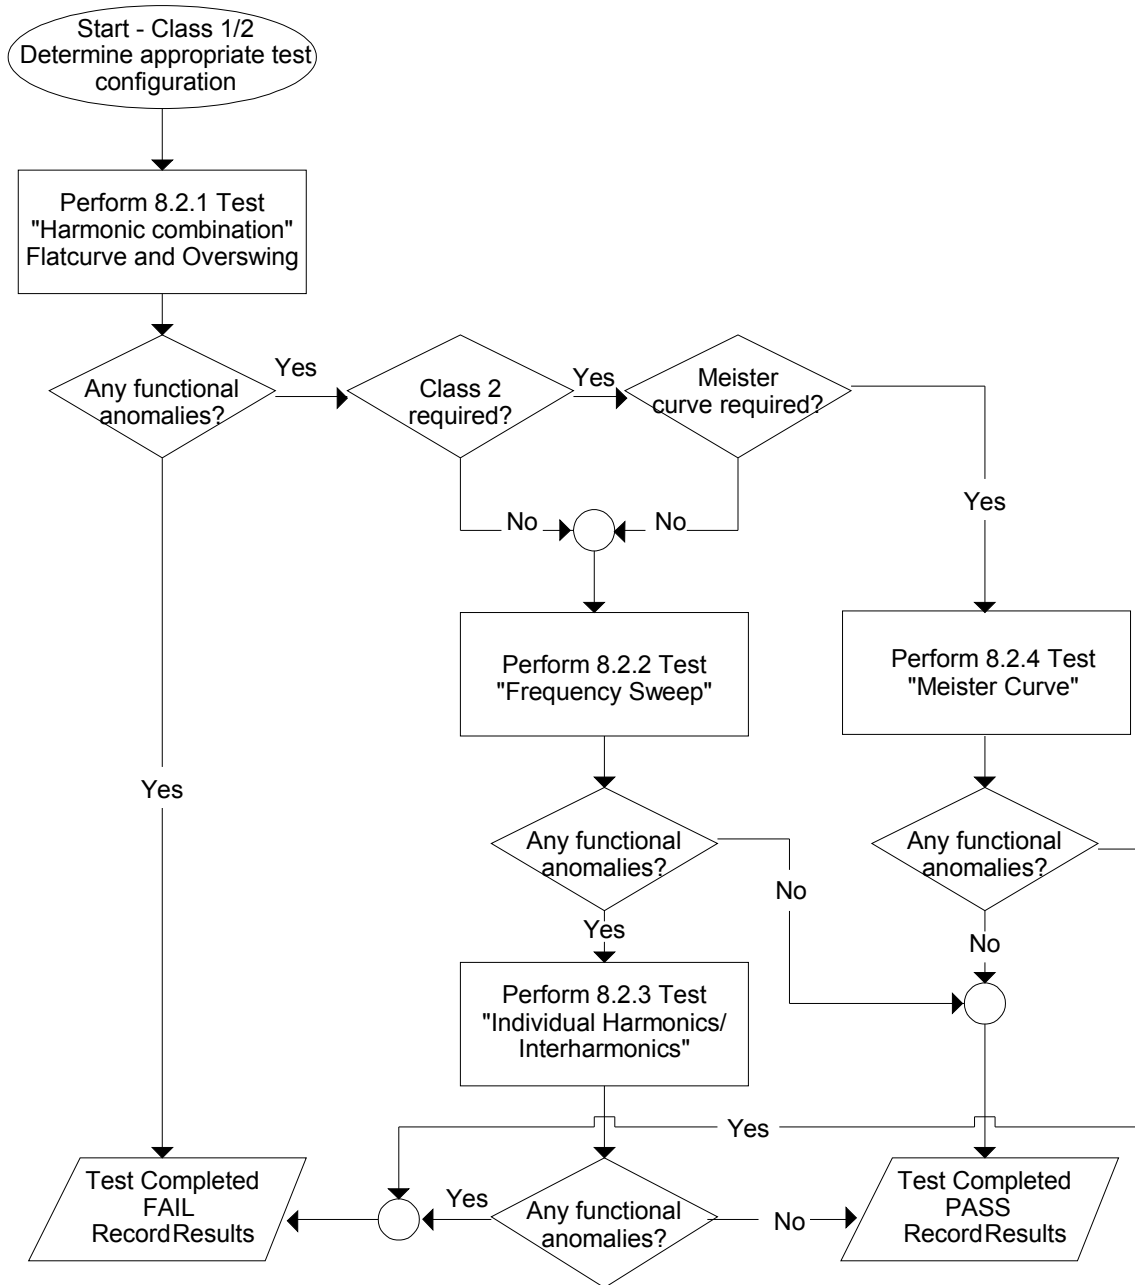 Start - Class 1/2
Determine appropriate test
configuration
Perform 8.2.1 Test
"Harmonic combination"
Flatcurve and Overswing
Any functional
anomalies?
Yes
Class 2
required?
Yes
Meister
curve required?
Yes
No
No
Yes
Perform 8.2.2 Test
"Frequency Sweep"
Perform 8.2.4 Test
"Meister Curve"
Any functional
anomalies?
No
Yes
Any functional
anomalies?
No
Perform 8.2.3 Test
"Individual Harmonics/
Interharmonics"
Yes
Test Completed
FAIL
RecordResults
Yes
Any functional
anomalies?
No
Test Completed
PASS
RecordResults